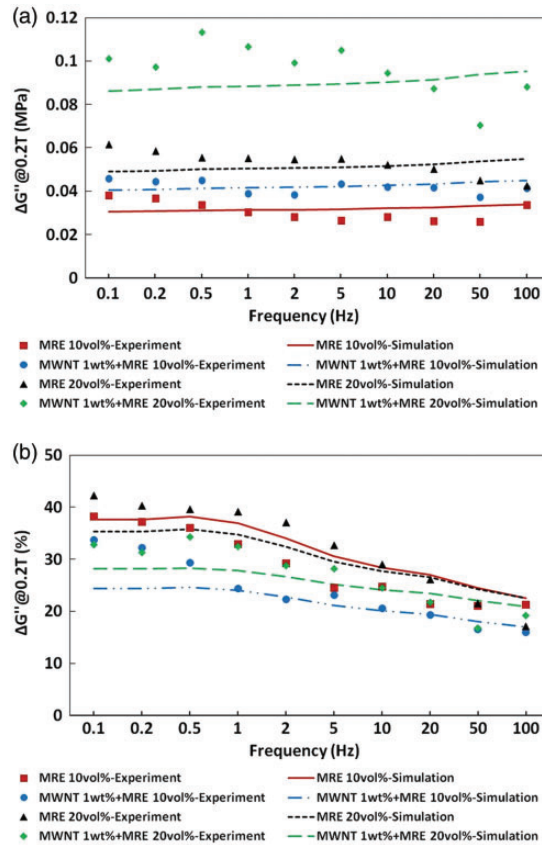 (a)
0.12
0.1
0.08
0.06
0.04
0.02
0
ΔG''@0.2T (MPa)
0.1 0.2 0.5 1 2 5 10 20 50 100
Frequency (Hz)
MRE 10vol%-Experiment MRE 10vol%-Simulation
MWNT 1wt%+MRE 10vol%-Experiment MWNT 1wt%+MRE 10vol%-Simulation
MRE 20vol%-Experiment MRE 20vol%-Simulation
MWNT 1wt%+MRE 20vol%-Experiment MWNT 1wt%+MRE 20vol%-Simulation
(b)
50
40
30
20
10
0
ΔG''@0.2T (%)
0.1 0.2 0.5 1 2 5 10 20 50 100
Frequency (Hz)
MRE 10vol%-Experiment MRE 10vol%-Simulation
MWNT 1wt%+MRE 10vol%-Experiment MWNT 1wt%+MRE 10vol%-Simulation
MRE 20vol%-Experiment MRE 20vol%-Simulation
MWNT 1wt%+MRE 20vol%-Experiment MWNT 1wt%+MRE 20vol%-Simulation